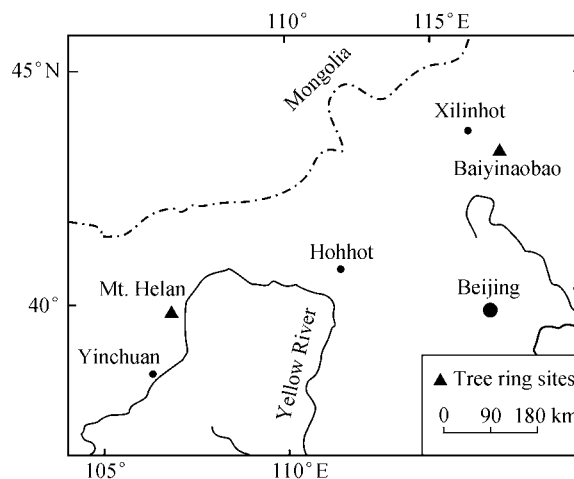 110°
115°E
45°N
Mongolia
Xilinhot
Baiyinaobao
Hohhot
Mt. Helan
Beijing
40°
Yinchuan
Yellow River
▲ Tree ring sites
0 90 180 km
105°
110°E